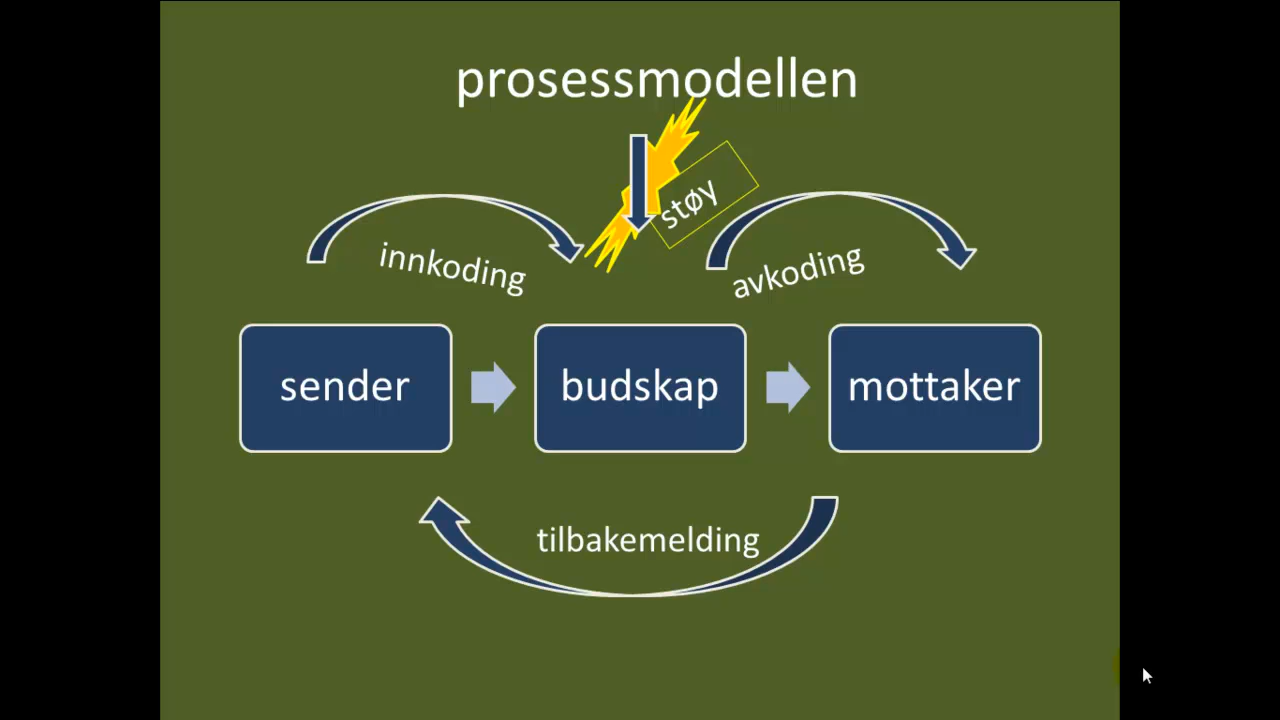 prosessmodellen
støy
innkoding
avkoding
sender
budskap
mottaker
tilbakemelding